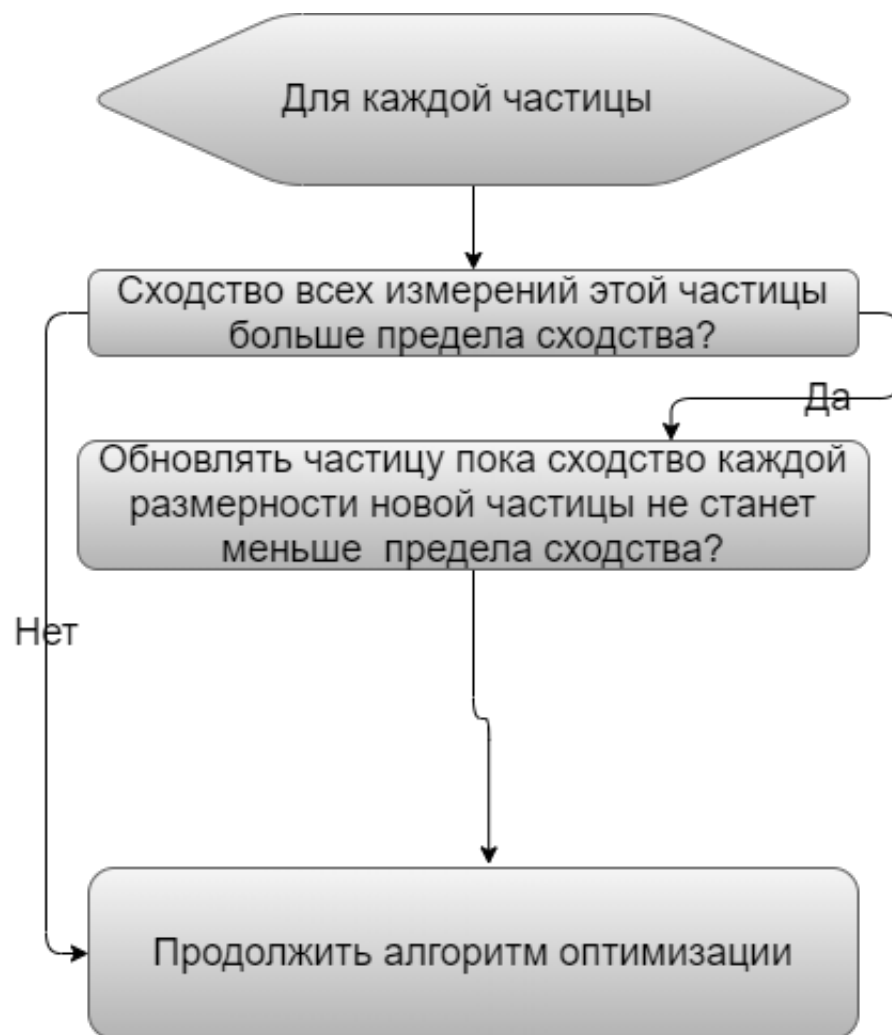 Для каждой частицы
Сходство всех измерений этой частицы
больше предела сходства?
Да
Обновлять частицу пока сходство каждой
размерности новой частицы не станет
меньше  предела сходства?
Нет
Продолжить алгоритм оптимизации